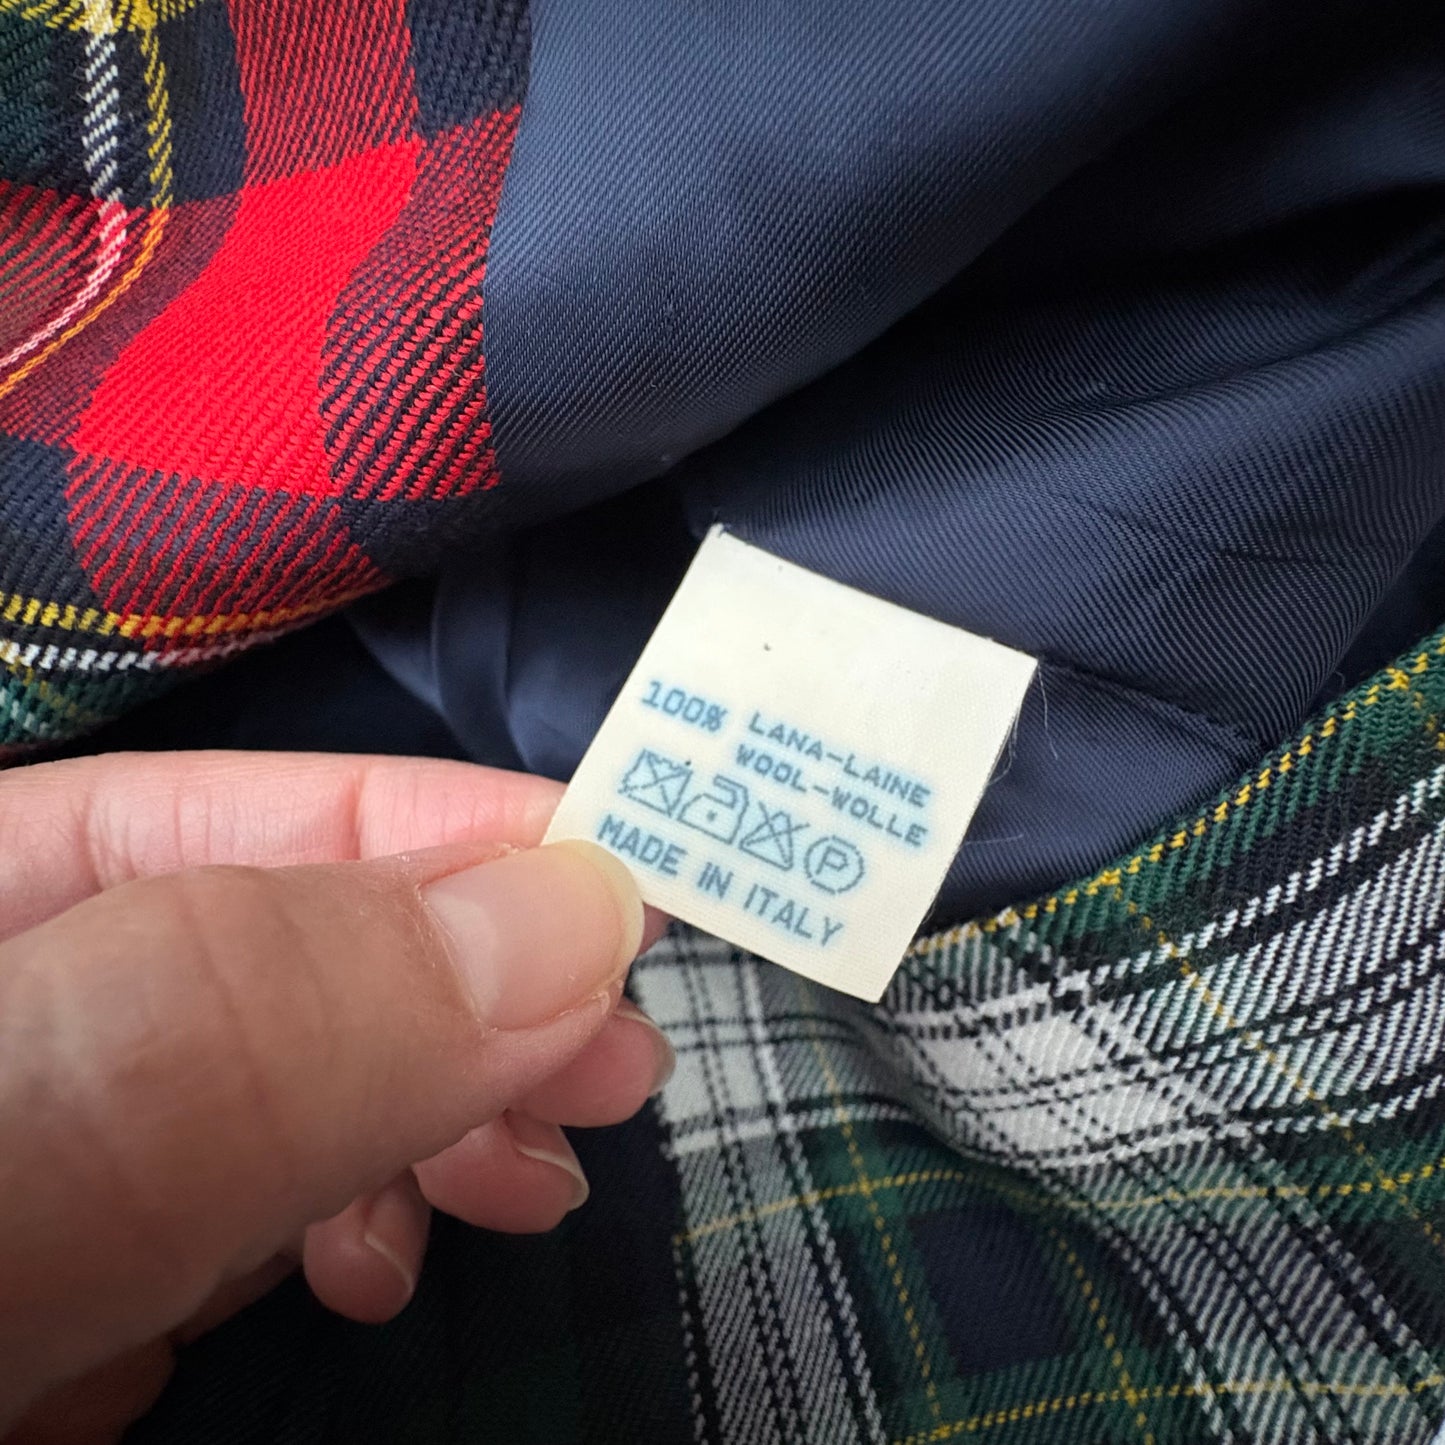 100% LANA-LAINE
WOOL-WOLLE
P
MADE IN ITALY